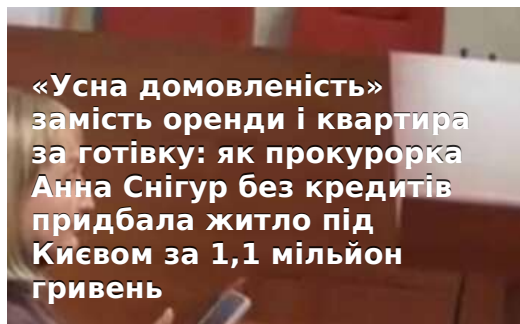 «Усна домовленість»
замість оренди і квартира
за готівку: як прокурорка
Анна Снігур без кредитів
придбала житло під
Києвом за 1,1 мільйон
гривень